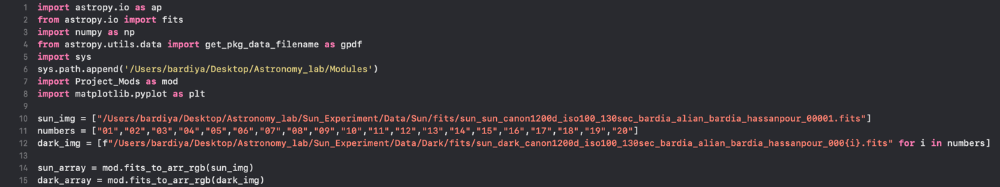 1 import astropy.io as ap
2 from astropy.io import fits
3 import numpy as np
4 from astropy.utils.data import get_pkg_data_filename as gpdf
5 import sys
6 sys.path.append('/Users/bardiya/Desktop/Astronomy_lab/Modules')
7 import Project_Mods as mod
8 import matplotlib.pyplot as plt
9
10 sun_img = ["/Users/bardiya/Desktop/Astronomy_lab/Sun_Experiment/Data/Sun/fits/sun_sun_canon1200d_iso100_130sec_bardia_alian_bardia_hassanpour_00001.fits"]
11 numbers = ["01","02","03","04","05","06","07","08","09","10","11","12","13","14","15","16","17","18","19","20"]
12 dark_img = [f"/Users/bardiya/Desktop/Astronomy_lab/Sun_Experiment/Data/Dark/fits/sun_dark_canon1200d_iso100_130sec_bardia_alian_bardia_hassanpour_000{i}.fits" for i in numbers]
13
14 sun_array = mod.fits_to_arr_rgb(sun_img)
15 dark_array = mod.fits_to_arr_rgb(dark_img)